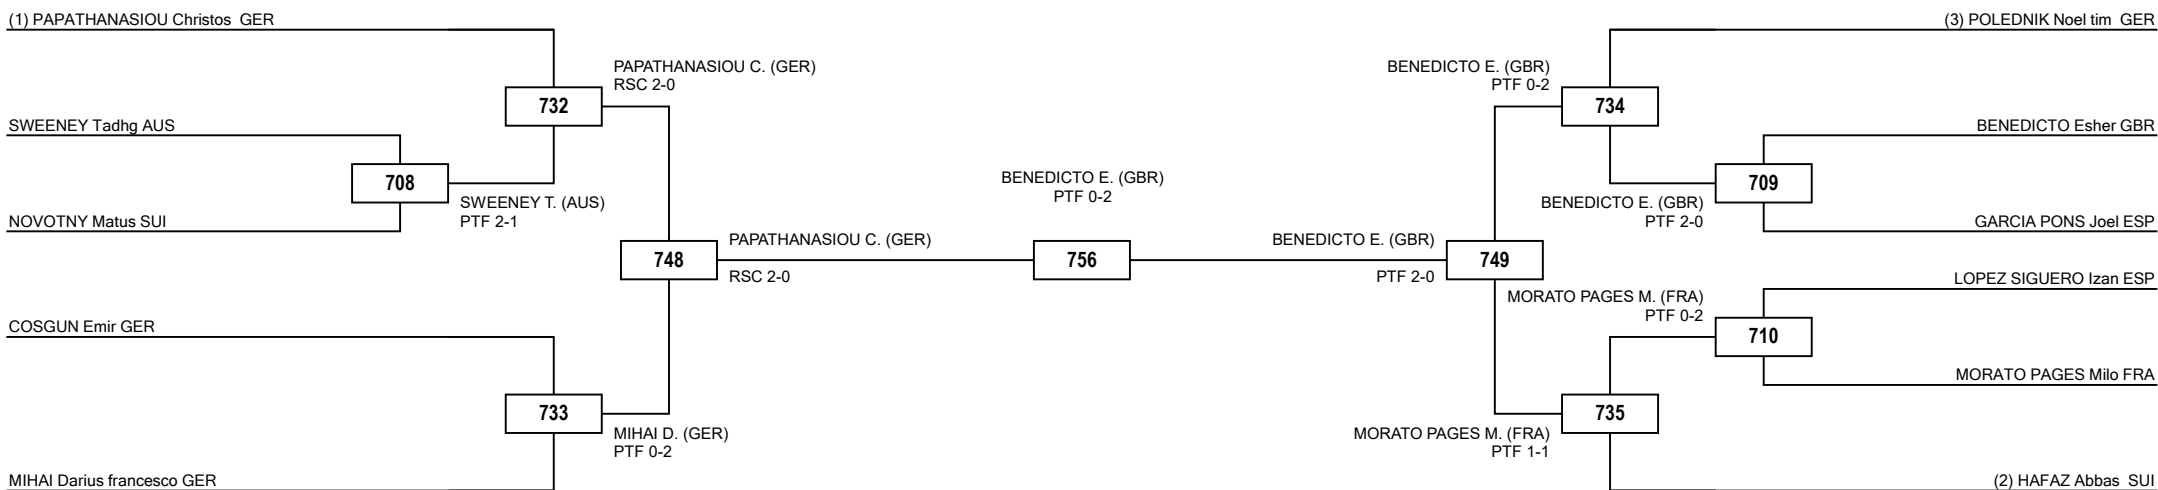 (1) PAPATHANASIOU Christos  GER
(3) POLEDNIK Noel tim  GER
PAPATHANASIOU C. (GER)
RSC 2-0
BENEDICTO E. (GBR)
PTF 0-2
732
734
SWEENEY Tadhg AUS
BENEDICTO Esher GBR
708
709
BENEDICTO E. (GBR)
PTF 0-2
SWEENEY T. (AUS)
PTF 2-1
BENEDICTO E. (GBR)
PTF 2-0
NOVOTNY Matus SUI
GARCIA PONS Joel ESP
748
PAPATHANASIOU C. (GER)
RSC 2-0
756
BENEDICTO E. (GBR)
PTF 2-0
749
LOPEZ SIGUERO Izan ESP
MORATO PAGES M. (FRA)
PTF 0-2
710
COSGUN Emir GER
MORATO PAGES Milo FRA
733
735
MIHAI D. (GER)
PTF 0-2
MORATO PAGES M. (FRA)
PTF 1-1
MIHAI Darius francesco GER
(2) HAFAZ Abbas  SUI